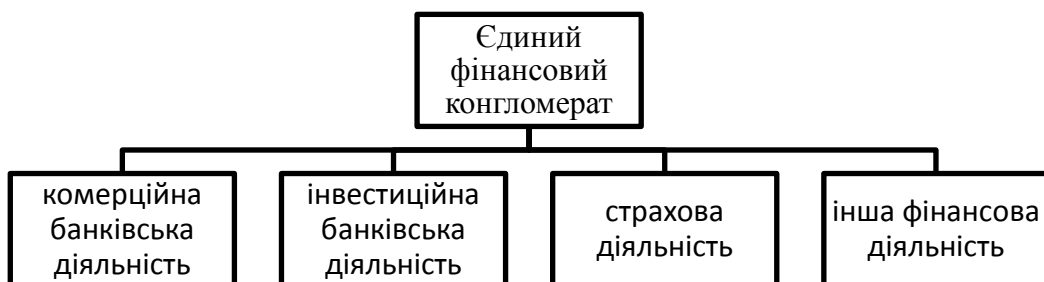 Єдиний
фінансовий
конгломерат
комерційна
банківська
діяльність
інвестиційна
банківська
діяльність
страхова
діяльність
інша фінансова
діяльність